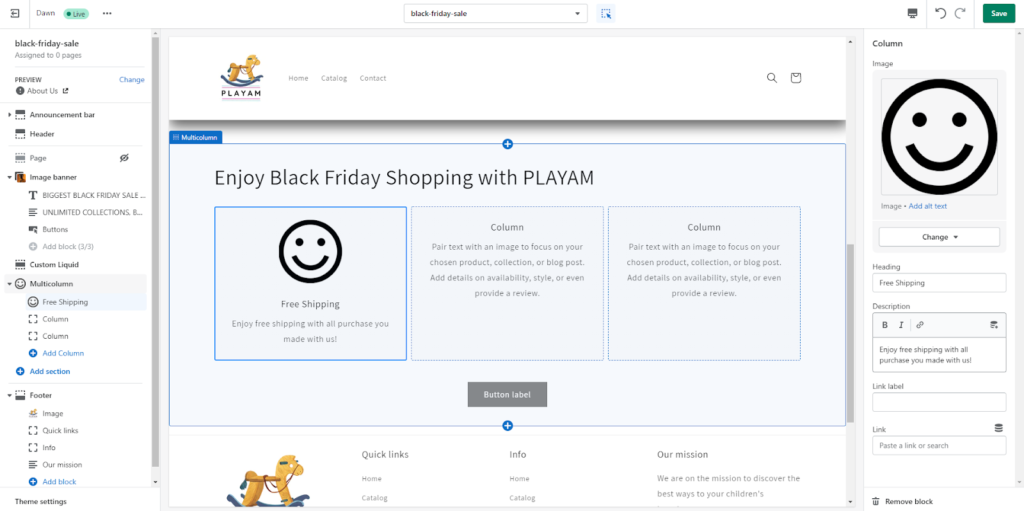 Dawn
Live
black-friday-sale
Save
black-friday-sale
Assigned to 0 pages
PREVIEW
Change
About Us
Announcement bar
Header
Page
Image banner
BIGGEST BLACK FRIDAY SALE ...
UNLIMITED COLLECTIONS, B...
Buttons
Add block (3/3)
Custom Liquid
Multicolumn
Free Shipping
Column
Column
Add Column
Add section
Footer
Image
Quick links
Info
Our mission
Add block
Theme settings
PLAYAM
Home
Catalog
Contact
Multicolumn
Enjoy Black Friday Shopping with PLAYAM
Free Shipping
Enjoy free shipping with all purchase you
made with us!
Column
Pair text with an image to focus on your
chosen product, collection, or blog post.
Add details on availability, style, or even
provide a review.
Column
Pair text with an image to focus on your
chosen product, collection, or blog post.
Add details on availability, style, or even
provide a review.
Button label
Quick links
Home
Catalog
Info
Home
Catalog
Our mission
We are on the mission to discover the
best ways to your children's
Column
Image
Image • Add alt text
Change
Heading
Free Shipping
Description
B I
Enjoy free shipping with all
purchase you made with us!
Link label
Link
Paste a link or search
Remove block